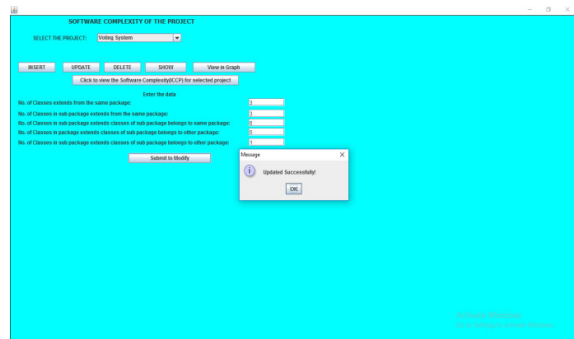 SOFTWARE COMPLEXITY OF THE PROJECT
SELECT THE PROJECT: Voting System
INSERT UPDATE DELETE SHOW View in Graph
Click to view the Software Complexity(CCP) for selected project
Enter the data
No. of Classes extends from the same package:
No. of Classes in sub package extends from the same package:
No. of Classes in sub package extends classes of sub package belongs to same package:
No. of Classes in package extends classes of sub package belongs to other package:
No. of Classes in sub package extends classes of sub package belongs to other package:
Submit to Modify
Message
Updated Successfully!
OK